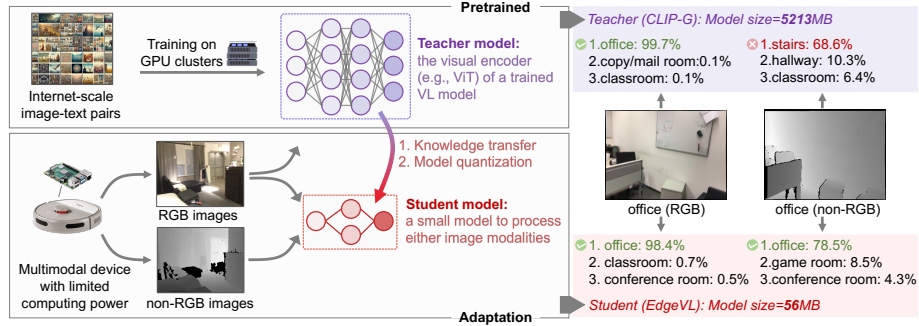 Pretrained
Internet-scale
image-text pairs
Training on
GPU clusters
Teacher model:
the visual encoder
(e.g., ViT) of a trained
VL model
1. Knowledge transfer
2. Model quantization
Multimodal device
with limited
computing power
RGB images
non-RGB images
Student model:
a small model to process
either image modalities
Adaptation
Teacher (CLIP-G): Model size=5213MB
1.office: 99.7%
2.copy/mail room:0.1%
3.classroom: 0.1%
1.stairs: 68.6%
2.hallway: 10.3%
3.classroom: 6.4%
office (RGB)
office (non-RGB)
1. office: 98.4%
2. classroom: 0.7%
3. conference room: 0.5%
1.office: 78.5%
2.game room: 8.5%
3.conference room: 4.3%
Student (EdgeVL): Model size=56MB